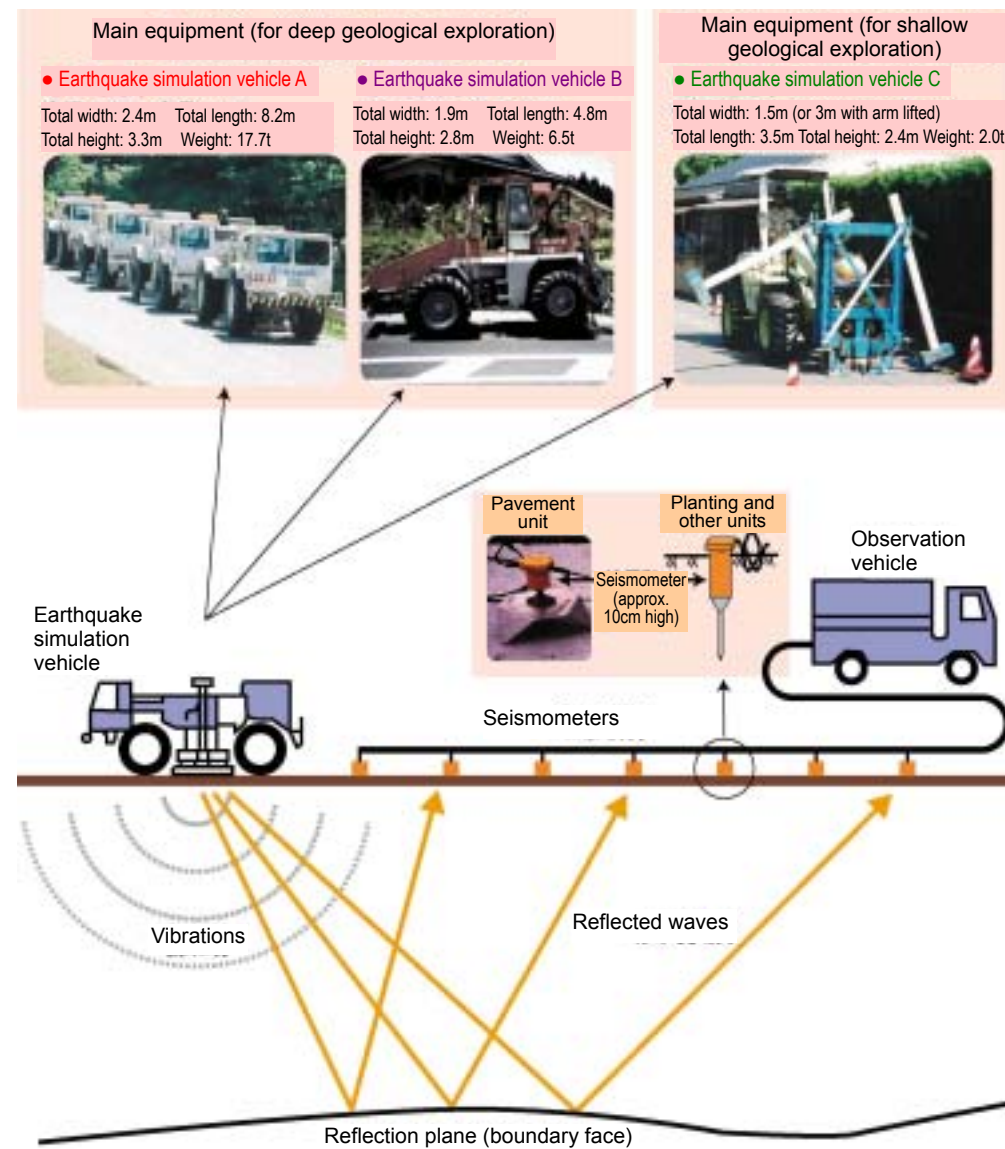 Main equipment (for deep geological exploration)
● Earthquake simulation vehicle A
Total width: 2.4m Total length: 8.2m
Total height: 3.3m Weight: 17.7t
● Earthquake simulation vehicle B
Total width: 1.9m Total length: 4.8m
Total height: 2.8m Weight: 6.5t
Main equipment (for shallow
geological exploration)
● Earthquake simulation vehicle C
Total width: 1.5m (or 3m with arm lifted)
Total length: 3.5m Total height: 2.4m Weight: 2.0t
Pavement
unit
Planting and
other units
Seismometer
(approx.
10cm high)
Observation
vehicle
Earthquake
simulation
vehicle
Seismometers
Vibrations
Reflected waves
Reflection plane (boundary face)